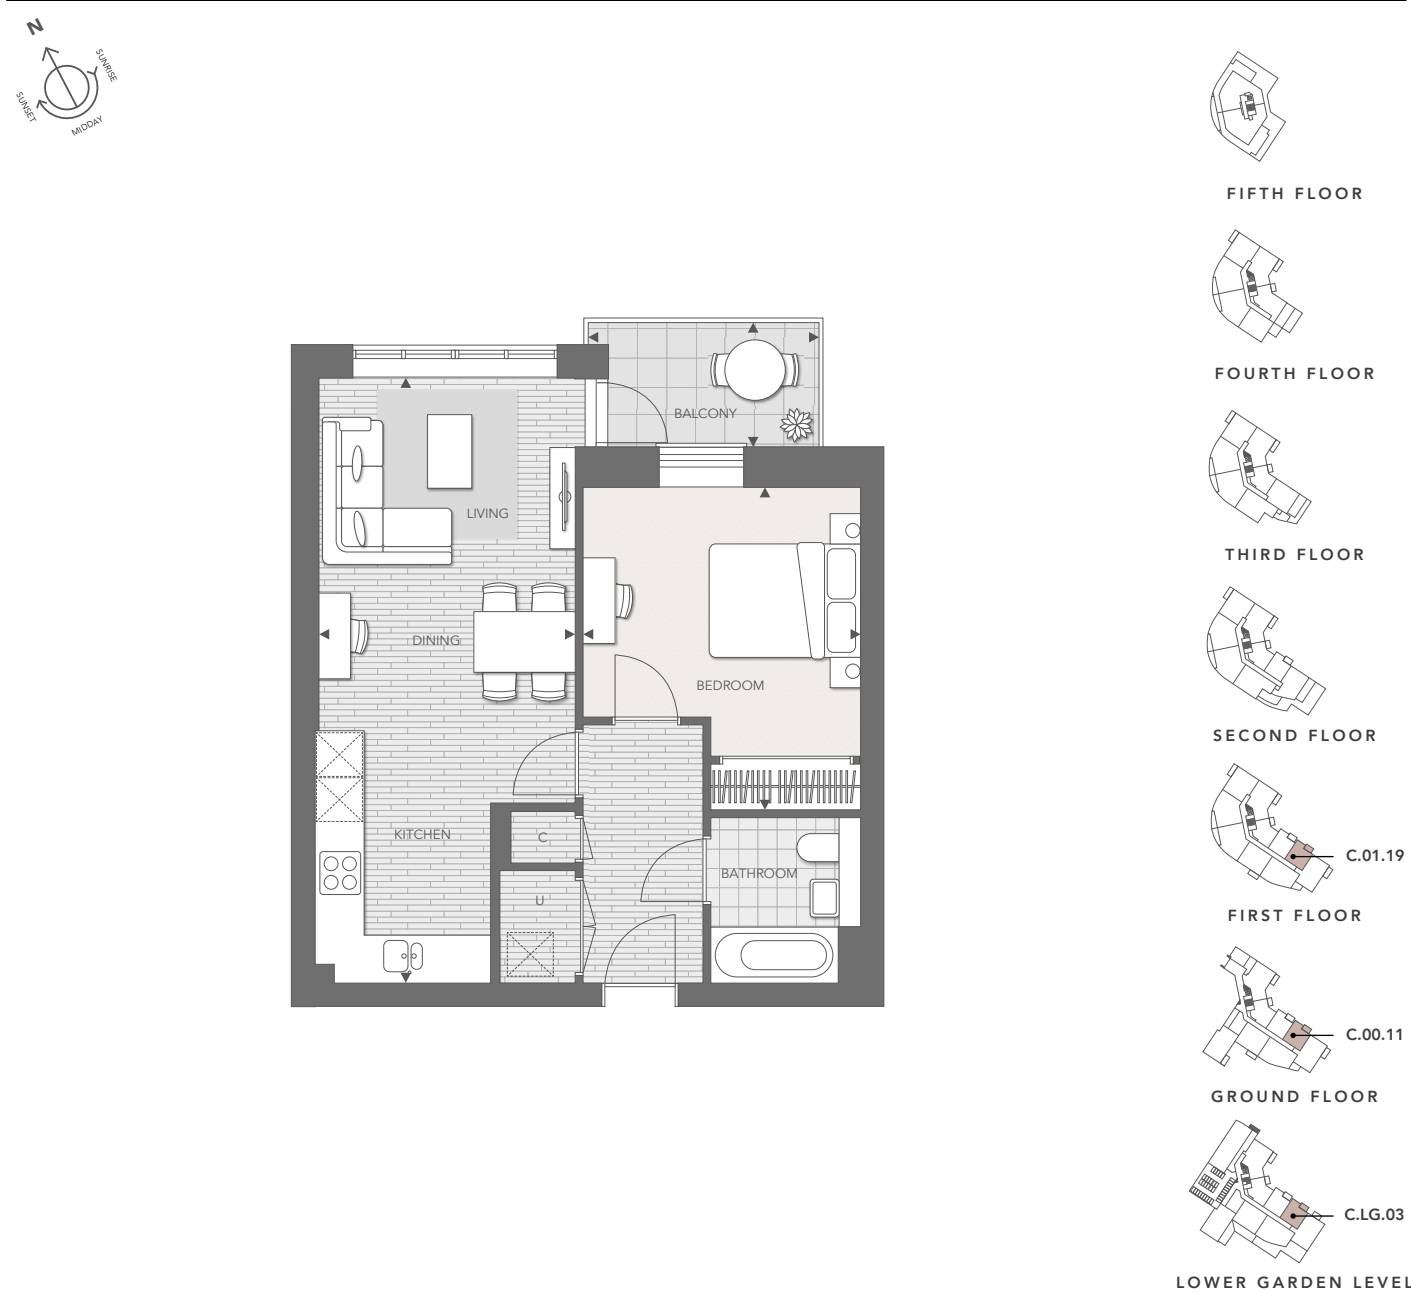 N
SUNRISE
SUNSET
MIDDAY
FIFTH FLOOR
FOURTH FLOOR
THIRD FLOOR
SECOND FLOOR
C.01.19
FIRST FLOOR
C.00.11
GROUND FLOOR
C.LG.03
LOWER GARDEN LEVEL
BALCONY
LIVING
DINING
BEDROOM
KITCHEN
C
BATHROOM
U